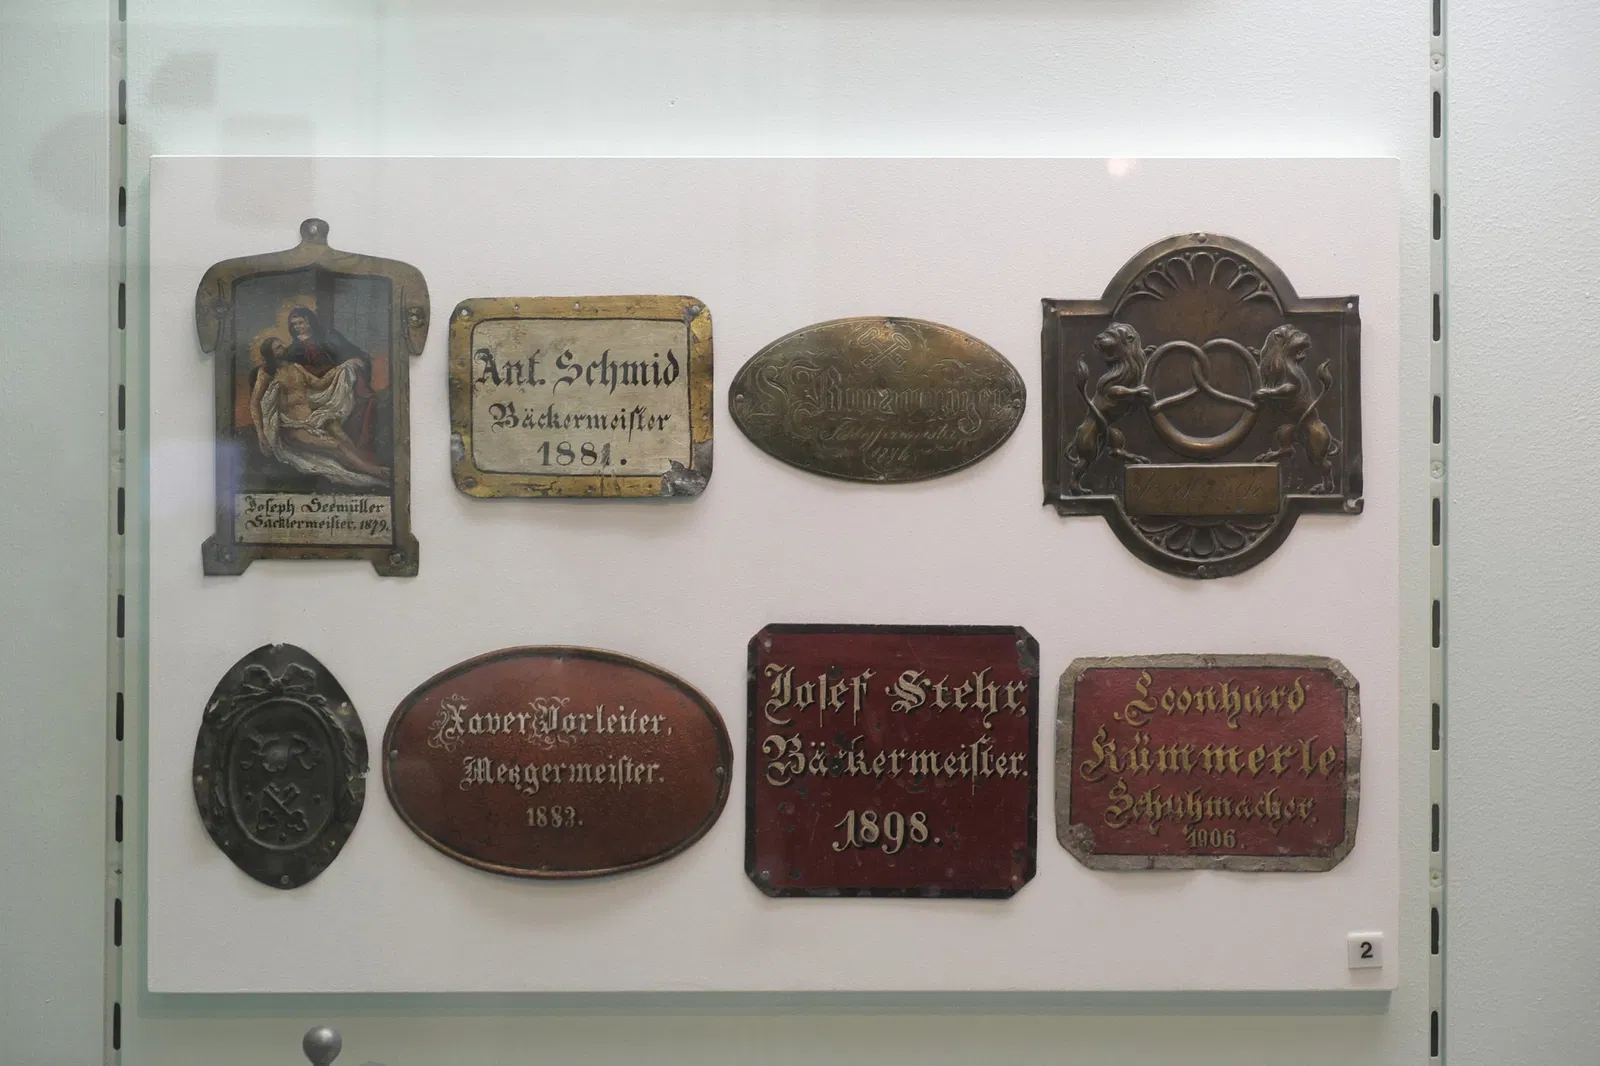 Joseph Seemüller
Sacklermeister. 1879.
Ant. Schmid
Bäckermeister
1881.
Xaver Vorleiter,
Metzgermeister.
1883.
Josef Stehr,
Bäckermeister.
1898.
Leonhard
Kümmerle
Schuhmacher.
1906.
2